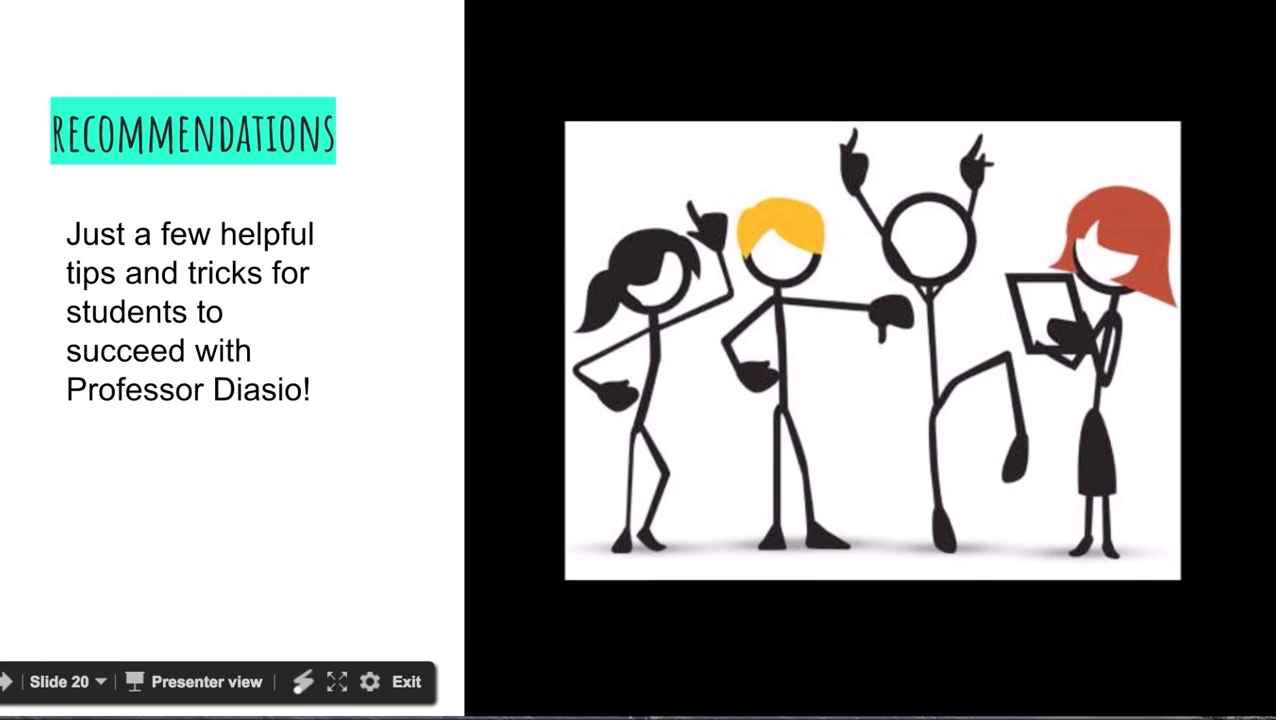 RECOMMENDATIONS
Just a few helpful
tips and tricks for
students to
succeed with
Professor Diasio!
Slide 20 Presenter view Exit